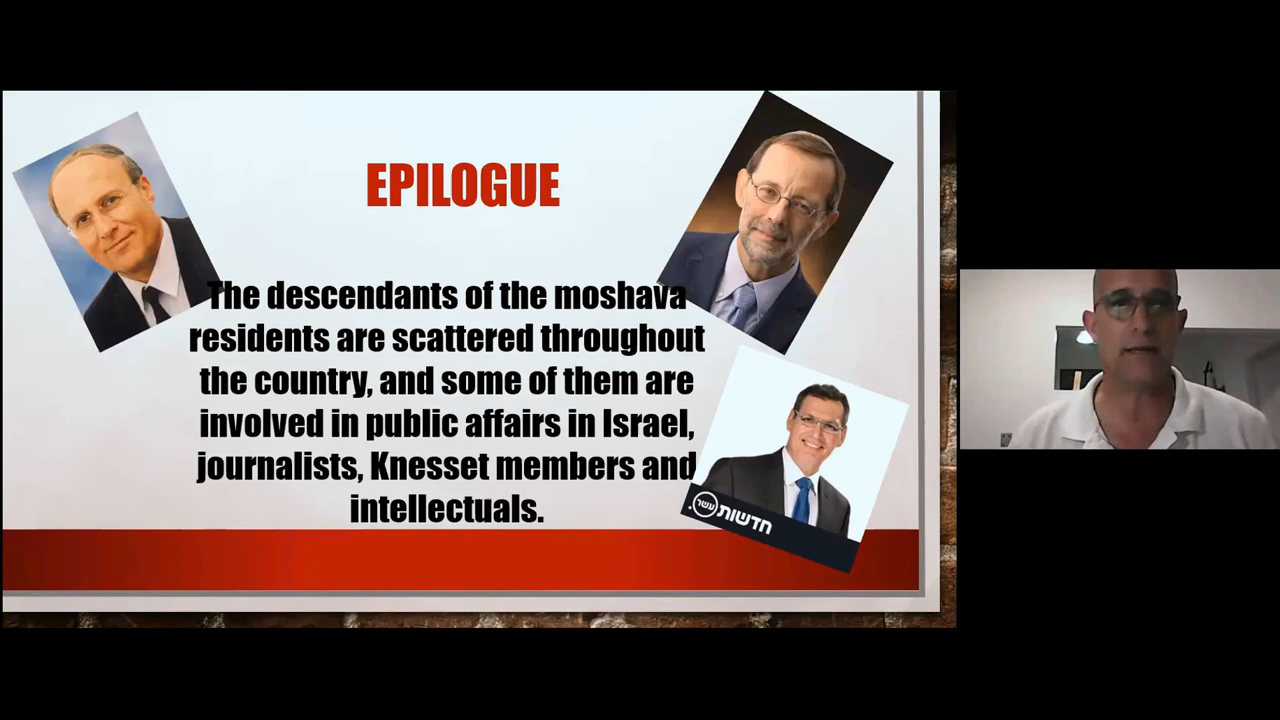 EPILOGUE
The descendants of the moshava
residents are scattered throughout
the country, and some of them are
involved in public affairs in Israel,
journalists, Knesset members and
intellectuals.
חדשות עשר.